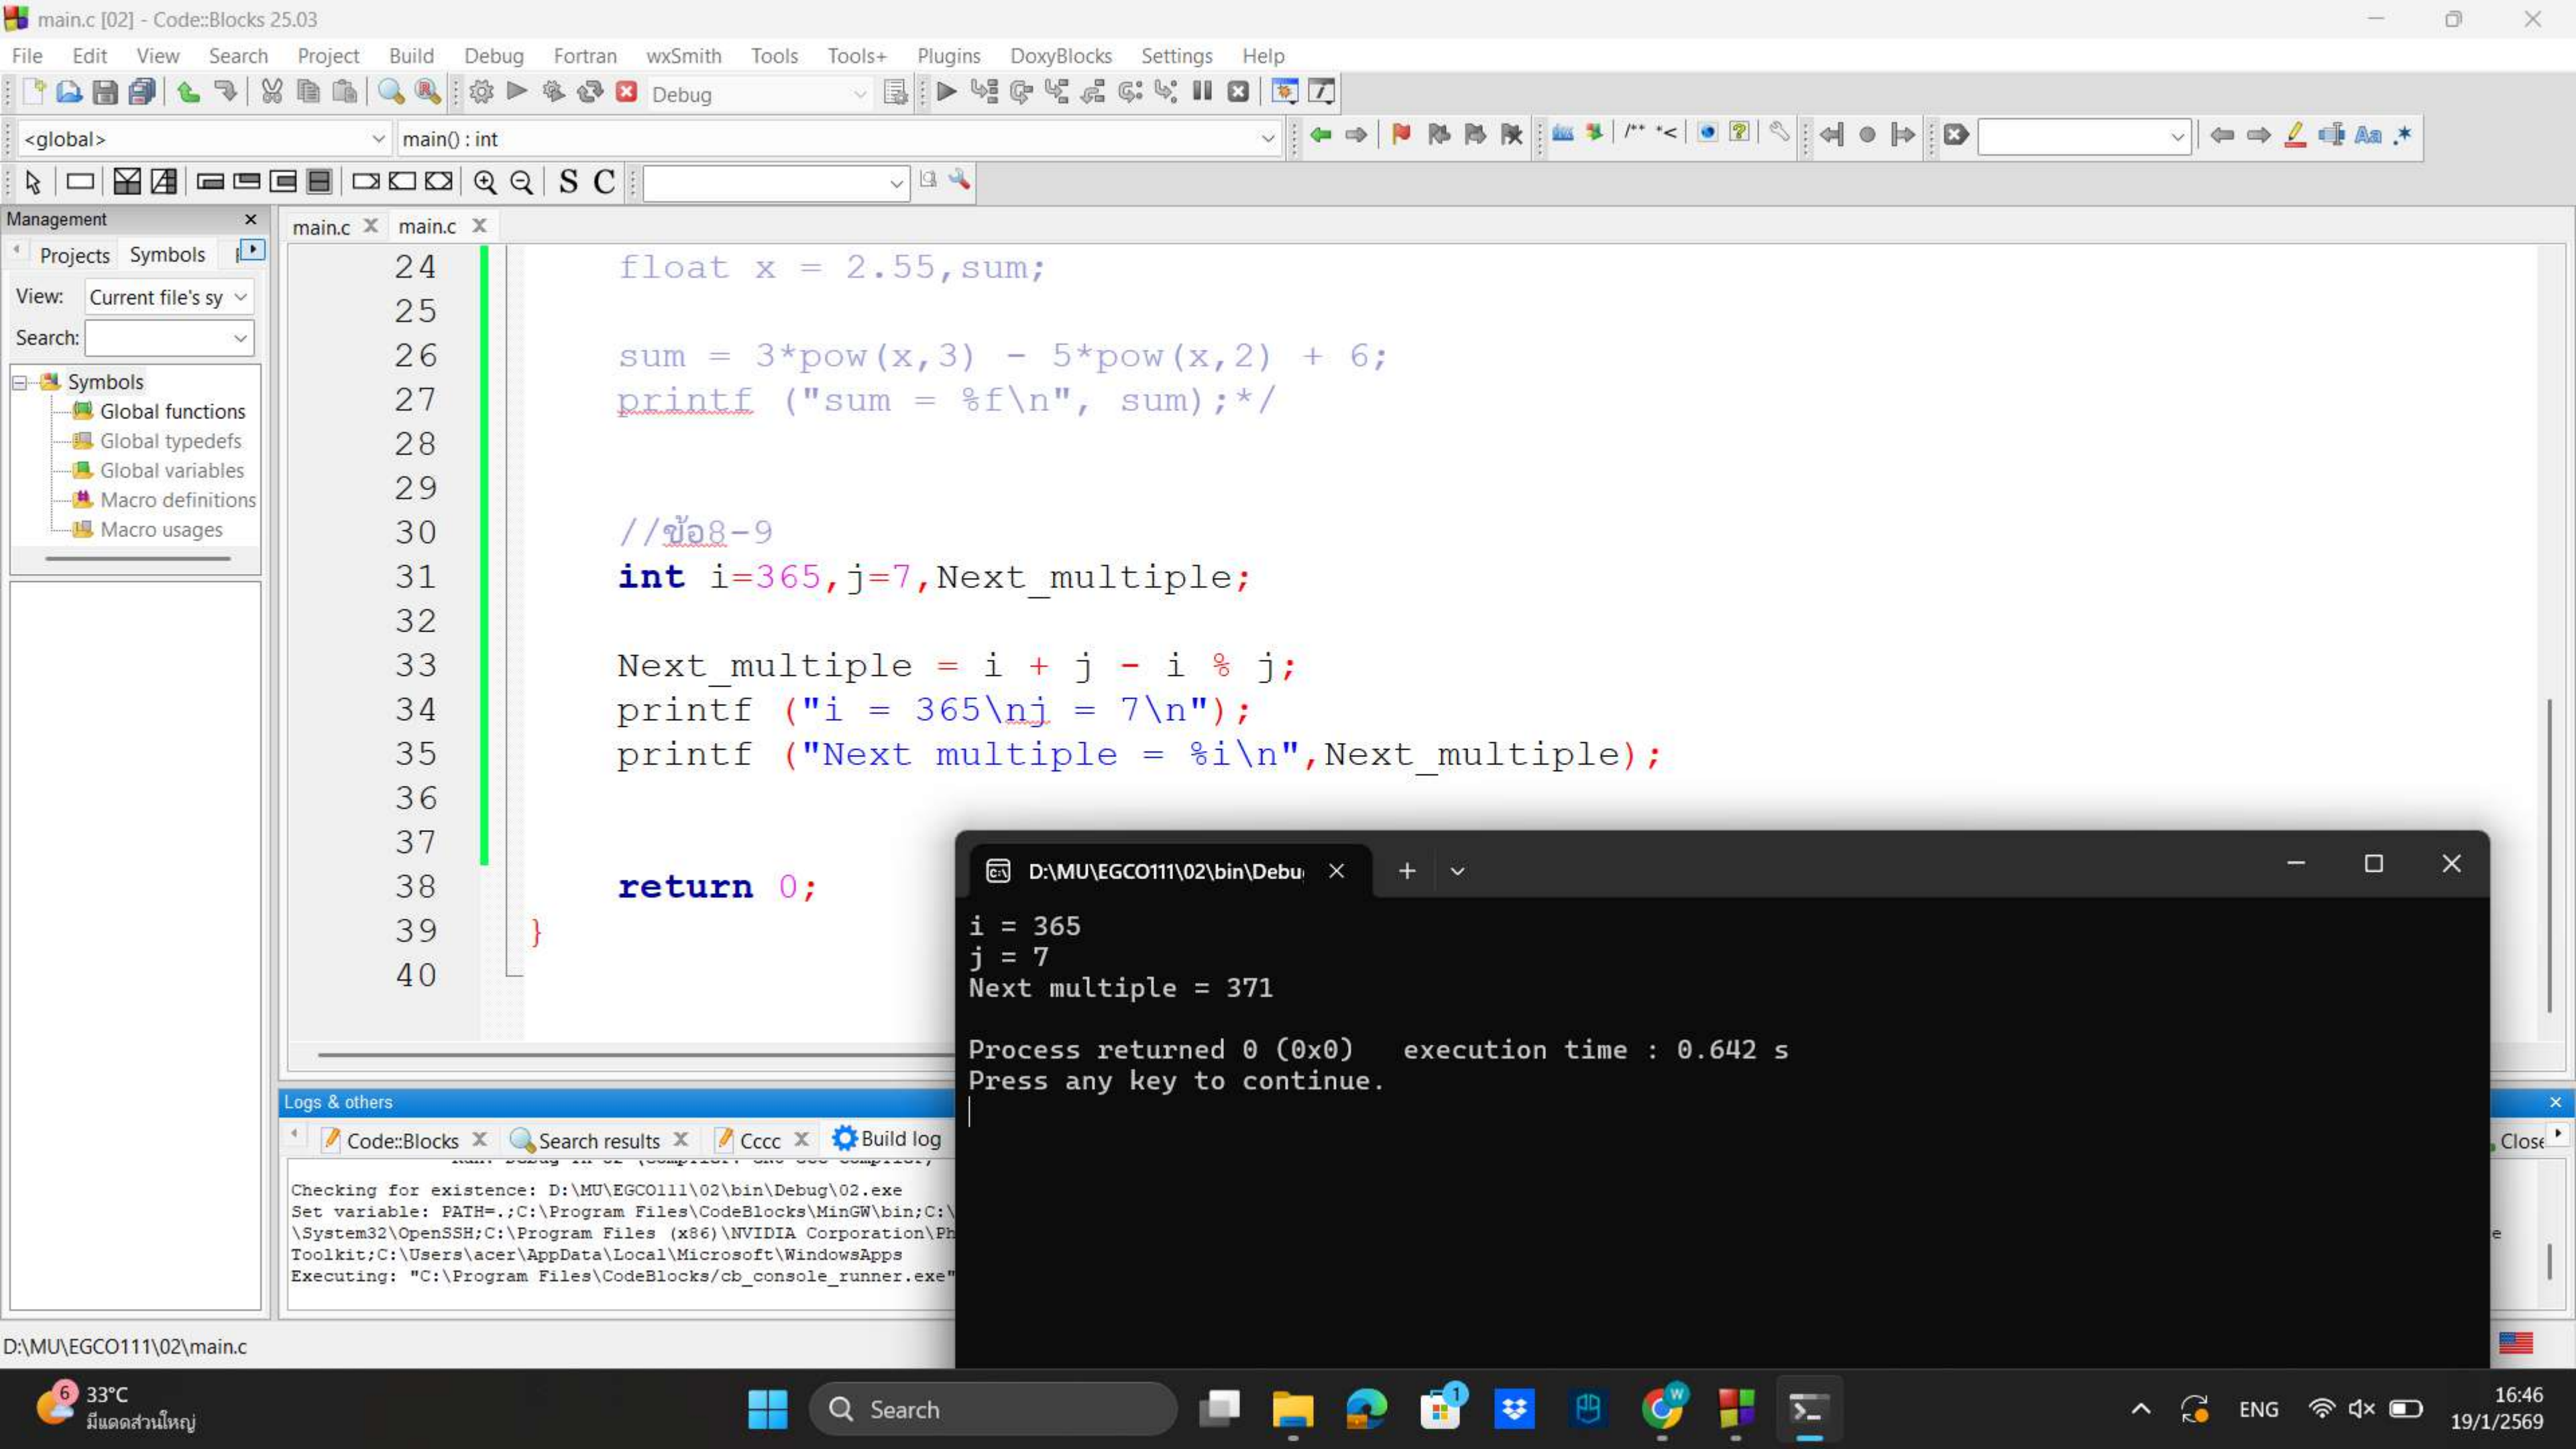 main.c [02] - Code::Blocks 25.03
File Edit View Search Project Build Debug Fortran wxSmith Tools Tools+ Plugins DoxyBlocks Settings Help
Debug
<global> main() : int
/** *< Aa .*
S C
Management
main.c main.c
Projects Symbols
View: Current file's sy
Search:
Symbols
Global functions
Global typedefs
Global variables
Macro definitions
Macro usages
24 float x = 2.55,sum;
25
26 sum = 3*pow(x,3) - 5*pow(x,2) + 6;
27 printf ("sum = %f\n", sum);*/
28
29
30 //ข้อ8-9
31 int i=365,j=7,Next_multiple;
32
33 Next_multiple = i + j - i % j;
34 printf ("i = 365\nj = 7\n");
35 printf ("Next multiple = %i\n",Next_multiple);
36
37
38 return 0;
39 }
40
D:\MU\EGCO111\02\bin\Debu
i = 365
j = 7
Next multiple = 371
Process returned 0 (0x0) execution time : 0.642 s
Press any key to continue.
Logs & others
Code::Blocks Search results Cccc Build log
Close
Checking for existence: D:\MU\EGCO111\02\bin\Debug\02.exe
Set variable: PATH=.;C:\Program Files\CodeBlocks\MinGW\bin;C:\
\System32\OpenSSH;C:\Program Files (x86)\NVIDIA Corporation\Ph
Toolkit;C:\Users\acer\AppData\Local\Microsoft\WindowsApps
Executing: "C:\Program Files\CodeBlocks/cb_console_runner.exe"
D:\MU\EGCO111\02\main.c
6 33°C
มีแดดส่วนใหญ่
Search
1
W
ENG
16:46
19/1/2569